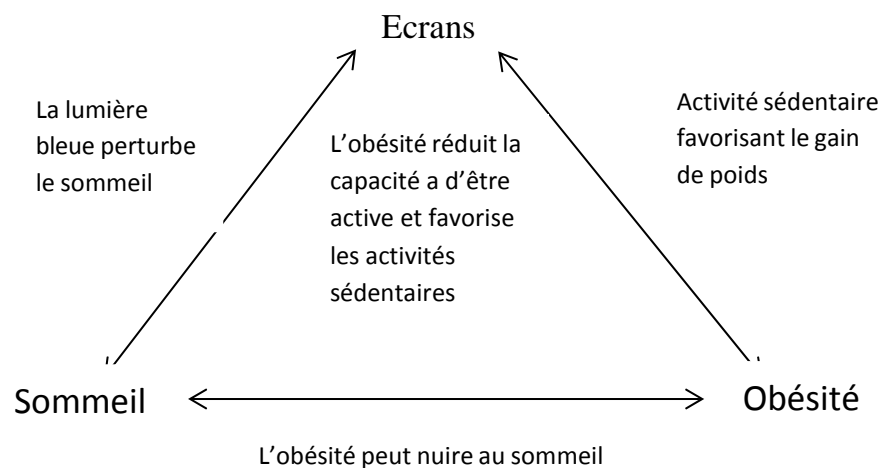 Ecrans
La lumière
bleue perturbe
le sommeil
L'obésité réduit la
capacité a d'être
active et favorise
les activités
sédentaires
Activité sédentaire
favorisant le gain
de poids
Sommeil
Obésité
L'obésité peut nuire au sommeil